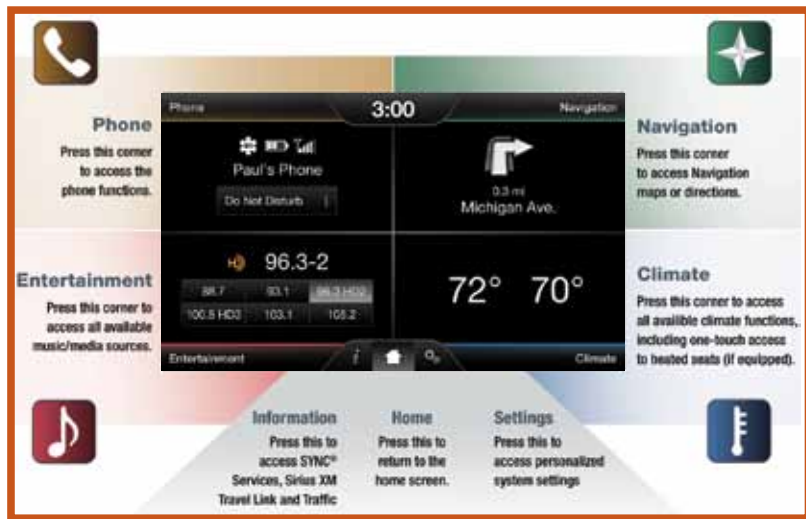 Phone
Press this corner
to access the
phone functions.
Entertainment
Press this corner to
access all available
music/media sources.
Phone
3:00
Navigation
Paul's Phone
Do Not Disturb
0.3 mi
Michigan Ave.
HD 96.3-2
88.7 93.1 96.3 HD2
100.5 HD3 103.1 105.2
72° 70°
Entertainment
i
Climate
Navigation
Press this corner
to access Navigation
maps or directions.
Climate
Press this corner to access
all availible climate functions,
including one-touch access
to heated seats (if equipped).
Information
Press this to
access SYNC®
Services, Sirius XM
Travel Link and Traffic
Home
Press this to
return to the
home screen.
Settings
Press this to
access personalized
system settings